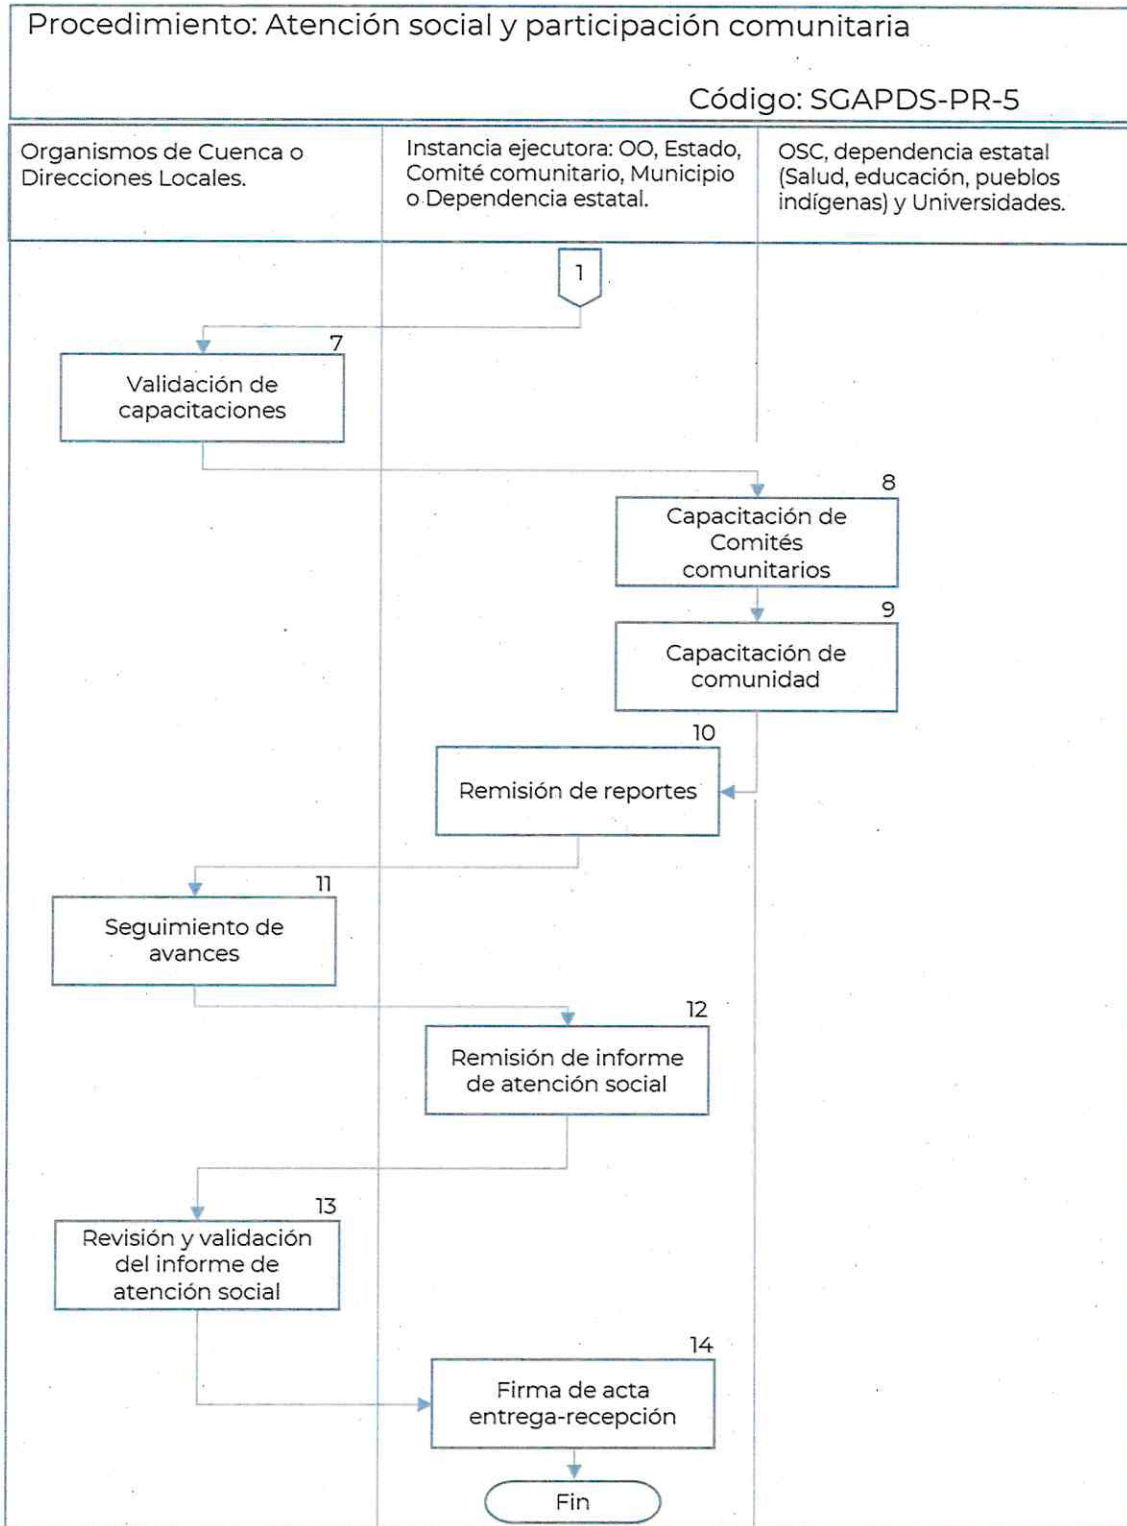 Procedimiento: Atención social y participación comunitaria
Código: SGAPDS-PR-5
Organismos de Cuenca o
Direcciones Locales.
Instancia ejecutora: OO, Estado,
Comité comunitario, Municipio
o Dependencia estatal.
OSC, dependencia estatal
(Salud, educación, pueblos
indígenas) y Universidades.
1
7
Validación de
capacitaciones
8
Capacitación de
Comités
comunitarios
9
Capacitación de
comunidad
10
Remisión de reportes
11
Seguimiento de
avances
12
Remisión de informe
de atención social
13
Revisión y validación
del informe de
atención social
14
Firma de acta
entrega-recepción
Fin